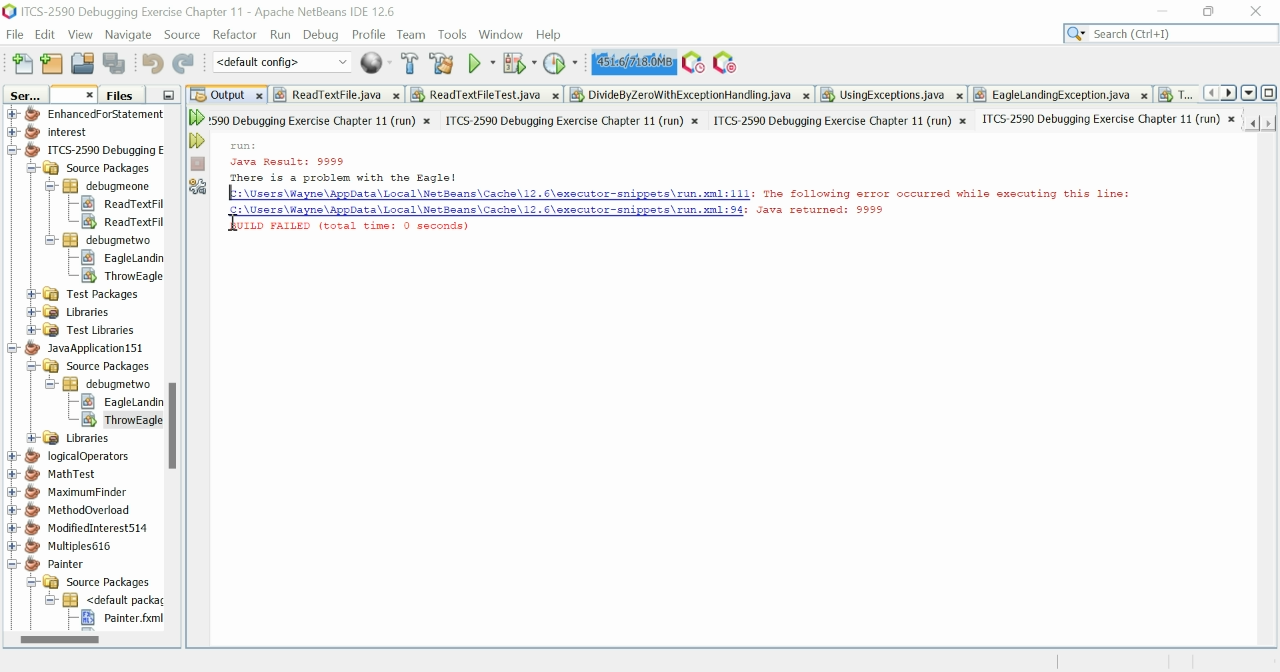 ITCS-2590 Debugging Exercise Chapter 11 - Apache NetBeans IDE 12.6
File Edit View Navigate Source Refactor Run Debug Profile Team Tools Window Help
Search (Ctrl+I)
<default config>
451.6/718.0MB
Ser...
Files
Output
ReadTextFile.java
ReadTextFileTest.java
DivideByZeroWithExceptionHandling.java
UsingExceptions.java
EagleLandingException.java
T...
2590 Debugging Exercise Chapter 11 (run)
ITCS-2590 Debugging Exercise Chapter 11 (run)
ITCS-2590 Debugging Exercise Chapter 11 (run)
ITCS-2590 Debugging Exercise Chapter 11 (run)
EnhancedForStatement
interest
ITCS-2590 Debugging E
Source Packages
debugmeone
ReadTextFil
ReadTextFil
debugmetwo
EagleLandin
ThrowEagle
Test Packages
Libraries
Test Libraries
JavaApplication151
Source Packages
debugmetwo
EagleLandin
ThrowEagle
Libraries
logicalOperators
MathTest
MaximumFinder
MethodOverload
ModifiedInterest514
Multiples616
Painter
Source Packages
<default packag
Painter.fxml
run:
Java Result: 9999
There is a problem with the Eagle!
C:\Users\Wayne\AppData\Local\NetBeans\Cache\12.6\executor-snippets\run.xml:111: The following error occurred while executing this line:
C:\Users\Wayne\AppData\Local\NetBeans\Cache\12.6\executor-snippets\run.xml:94: Java returned: 9999
BUILD FAILED (total time: 0 seconds)